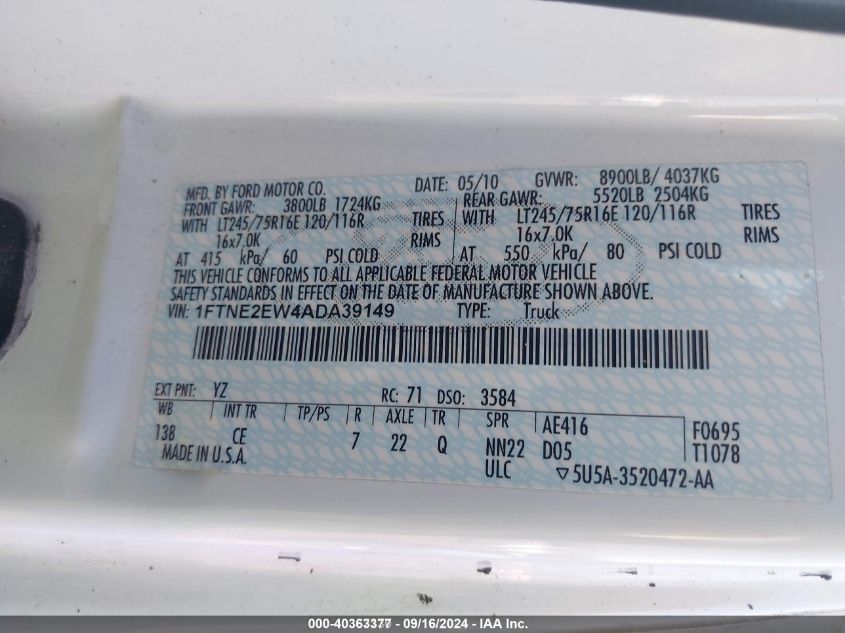 MFD. BY FORD MOTOR CO. DATE: 05/10 GVWR: 8900LB/ 4037KG
FRONT GAWR: 3800LB 1724KG REAR GAWR: 5520LB 2504KG
WITH LT245/75R16E 120/116R TIRES WITH LT245/75R16E 120/116R TIRES
16x7.0K RIMS 16x7.0K RIMS
AT 415 kPa/ 60 PSI COLD AT 550 kPa/ 80 PSI COLD
THIS VEHICLE CONFORMS TO ALL APPLICABLE FEDERAL MOTOR VEHICLE
SAFETY STANDARDS IN EFFECT ON THE DATE OF MANUFACTURE SHOWN ABOVE.
VIN: 1FTNE2EW4ADA39149 TYPE: Truck
EXT PNT: YZ RC: 71 DSO: 3584
WB INT TR TP/PS R AXLE TR SPR AE416 F0695
138 CE 7 22 Q NN22 D05 T1078
MADE IN U.S.A. ULC ▽5U5A-3520472-AA
000-40363377 - 09/16/2024 - IAA Inc.